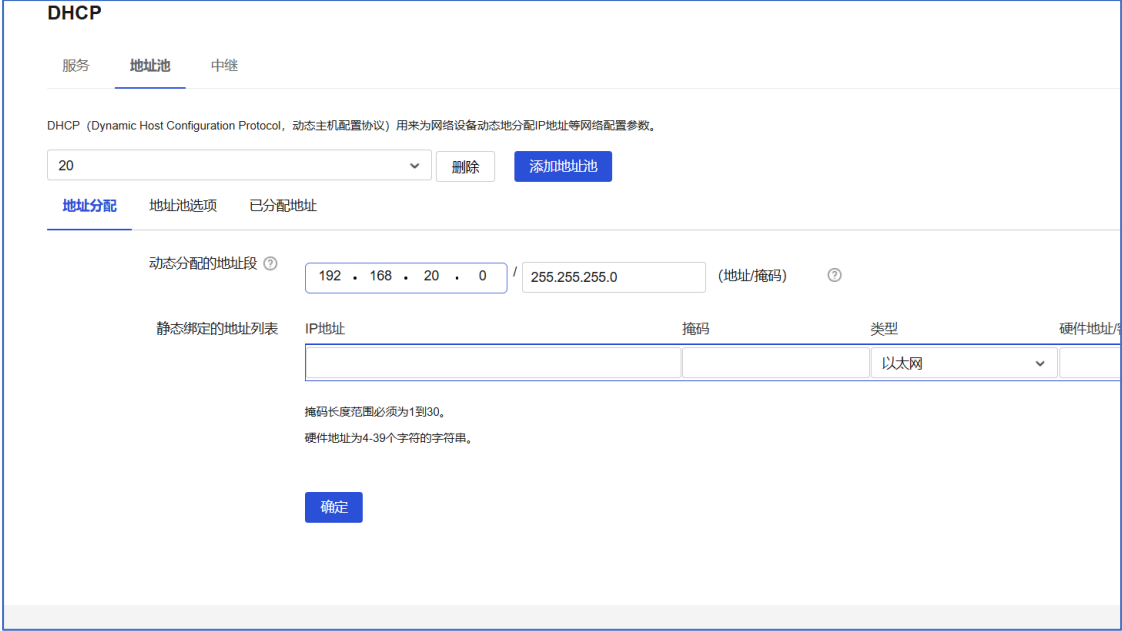 DHCP
服务 地址池 中继
DHCP（Dynamic Host Configuration Protocol，动态主机配置协议）用来为网络设备动态地分配IP地址等网络配置参数。
20 删除 添加地址池
地址分配 地址池选项 已分配地址
动态分配的地址段 ? 192 . 168 . 20 . 0 / 255.255.255.0 (地址/掩码) ?
静态绑定的地址列表 IP地址 掩码 类型 硬件地址/
以太网
掩码长度范围必须为1到30。
硬件地址为4-39个字符的字符串。
确定